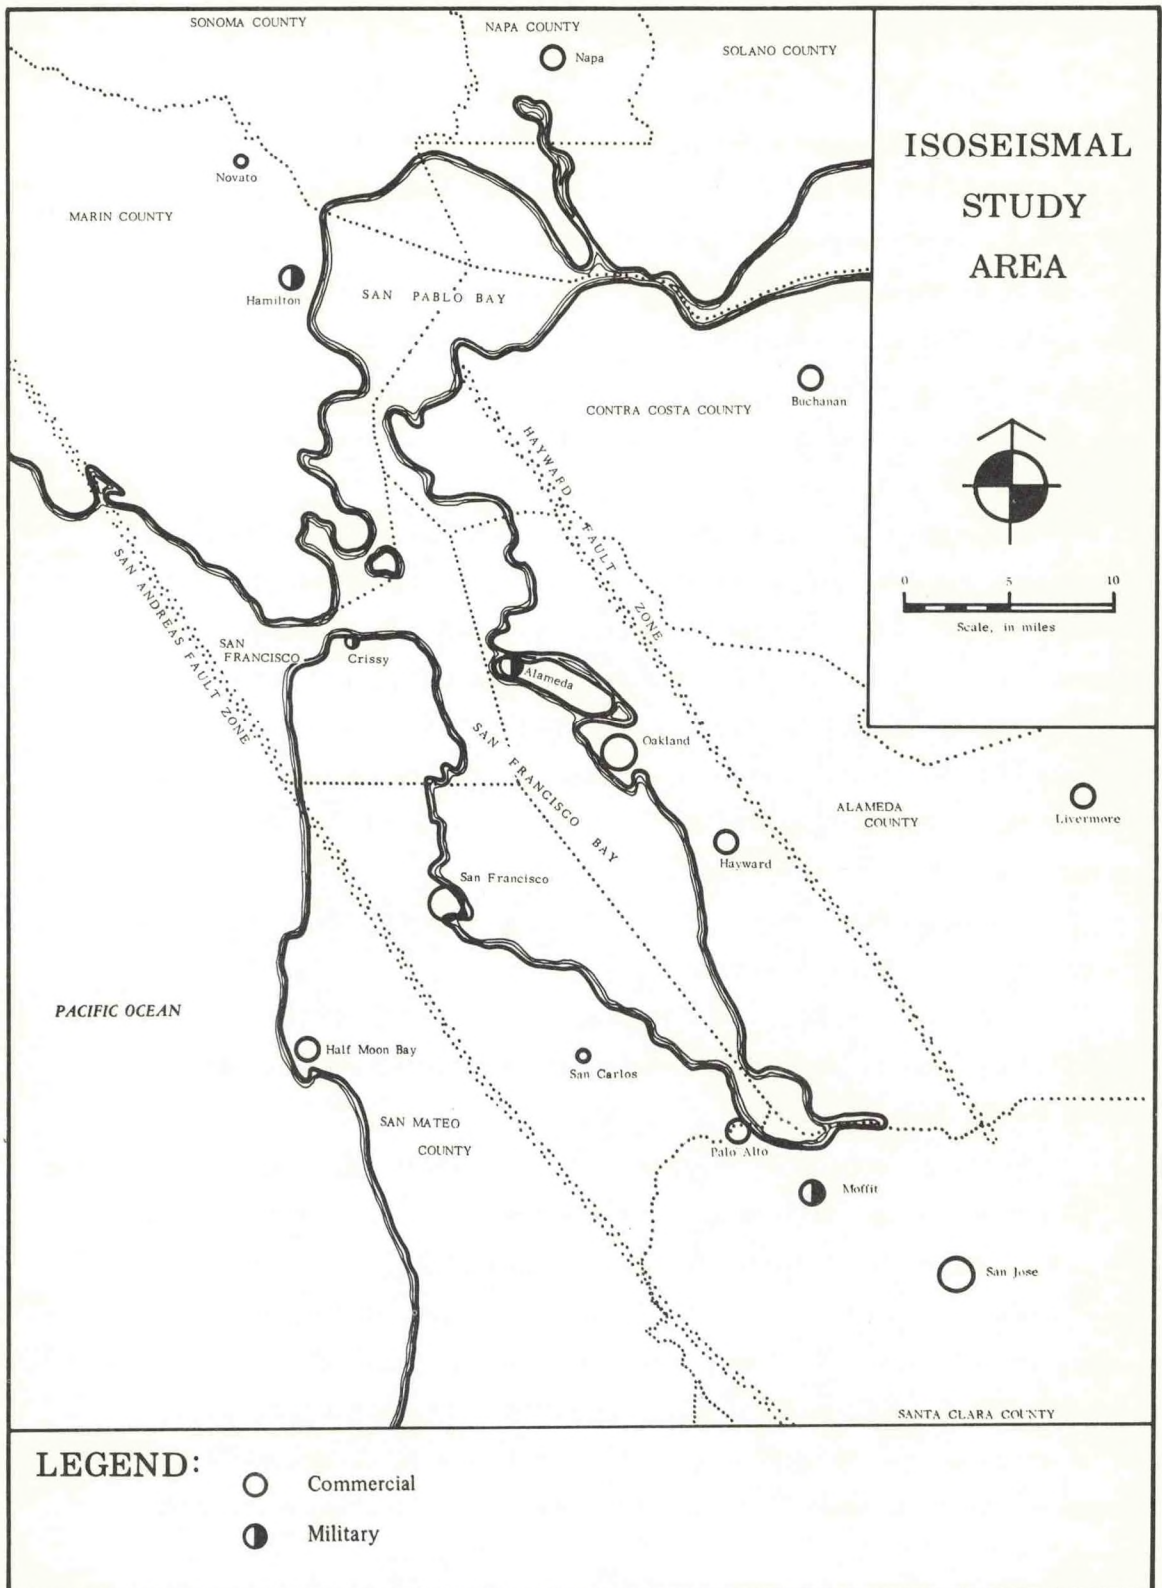 SONOMA COUNTY
NAPA COUNTY
Napa
SOLANO COUNTY
ISOSEISMAL
STUDY
AREA
Novato
MARIN COUNTY
Hamilton
SAN PABLO BAY
Buchanan
CONTRA COSTA COUNTY
HAYWARD FAULT ZONE
SAN ANDREAS FAULT ZONE
0 5 10
Scale, in miles
SAN
FRANCISCO
Crissy
Alameda
Oakland
SAN FRANCISCO BAY
ALAMEDA
COUNTY
Livermore
Hayward
San Francisco
PACIFIC OCEAN
Half Moon Bay
San Carlos
SAN MATEO
COUNTY
Palo Alto
Moffit
San Jose
SANTA CLARA COUNTY
LEGEND:
Commercial
Military